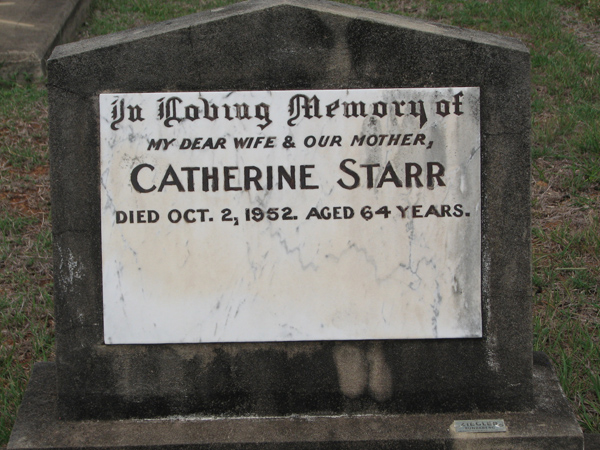 In Loving Memory of
MY DEAR WIFE & OUR MOTHER,
CATHERINE STARR
DIED OCT. 2, 1952. AGED 64 YEARS.